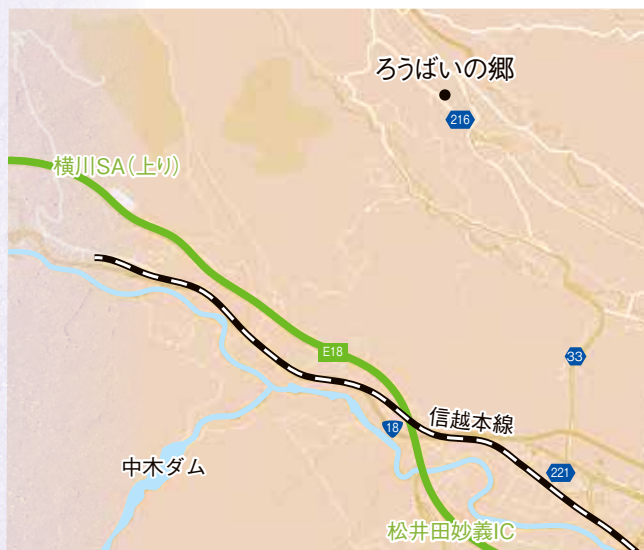 ろうばいの郷
216
横川SA（上り）
E18
33
信越本線
18
221
中木ダム
松井田妙義IC